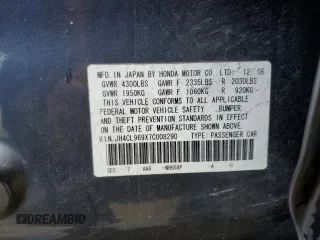 MFD. IN JAPAN BY HONDA MOTOR CO., LTD. 12/06
GVWR 4300LBS GAWR F 2335LBS R 2030LBS
GVWR 1950KG GAWR F 1060KG R 920KG
THIS VEHICLE CONFORMS TO ALL APPLICABLE
FEDERAL MOTOR VEHICLE SAFETY, BUMPER,
AND THEFT PREVENTION STANDARDS IN EFFECT ON
THE DATE OF MANUFACTURE SHOWN ABOVE.
V.I.N. JH4CL969X7C008290 TYPE: PASSENGER CAR